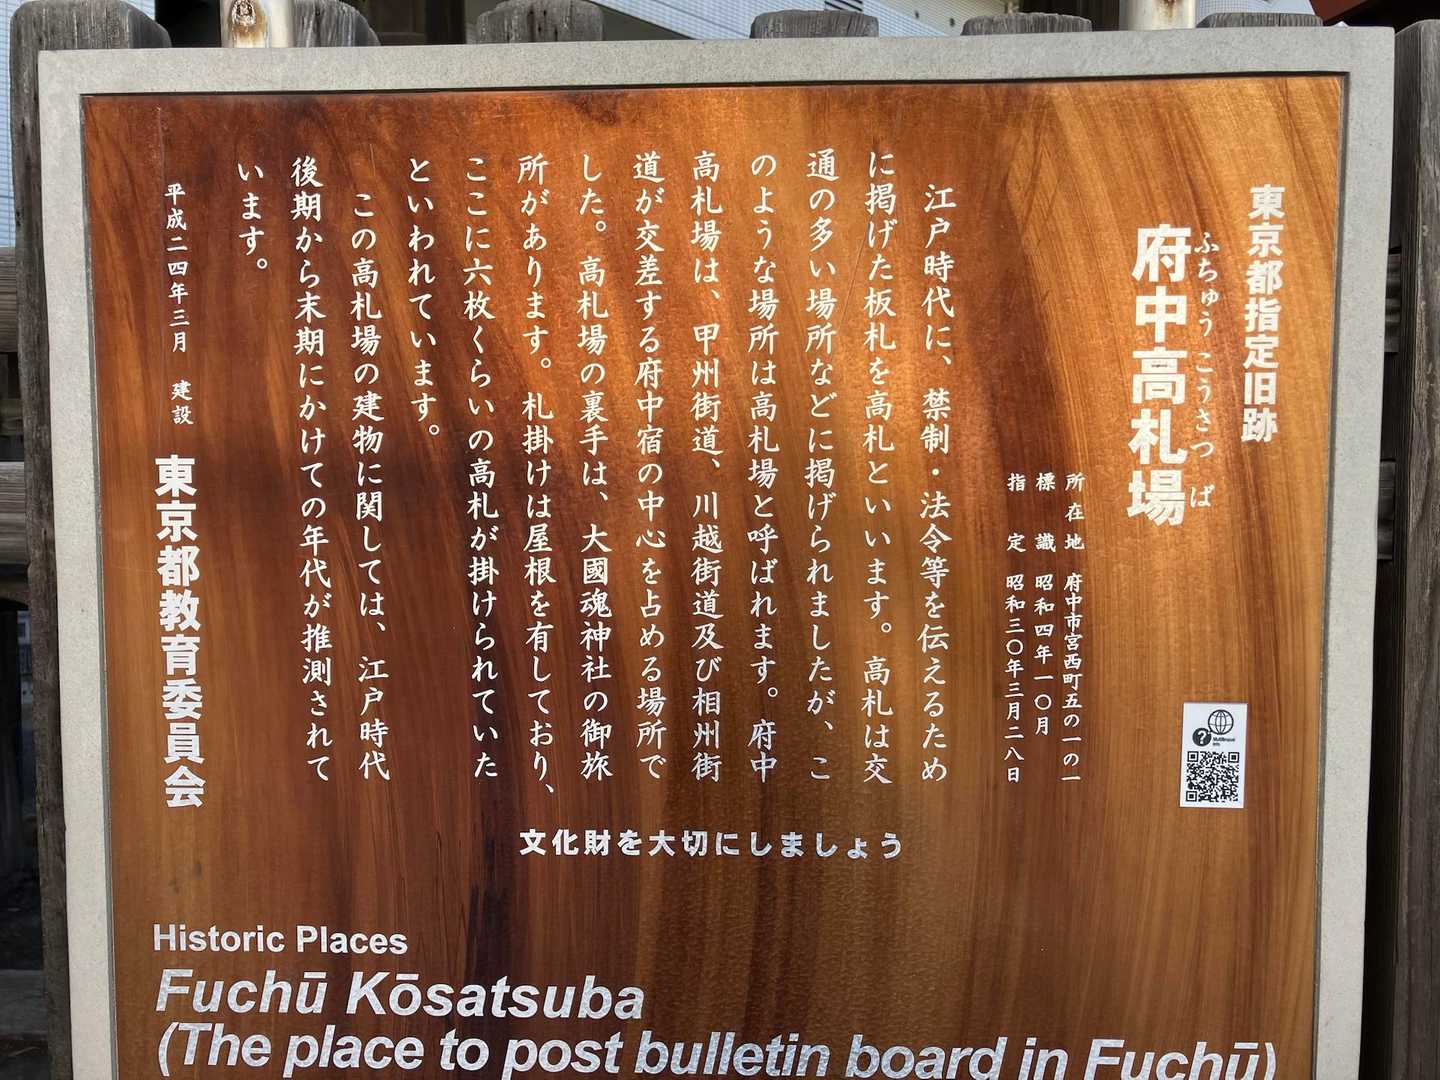 東京都指定旧跡
ふちゅう こうさつ ば
府中高札場
所在地 府中市宮西町五の一の一
標識 昭和四年一〇月
指定 昭和三〇年三月二八日
江戸時代に、禁制・法令等を伝えるため
に掲げた板札を高札といいます。高札は交
通の多い場所などに掲げられましたが、こ
のような場所は高札場と呼ばれます。府中
高札場は、甲州街道、川越街道及び相州街
道が交差する府中宿の中心を占める場所で
した。高札場の裏手は、大國魂神社の御旅
所があります。札掛けは屋根を有しており、
ここに六枚くらいの高札が掛けられていた
といわれています。
この高札場の建物に関しては、江戸時代
後期から末期にかけての年代が推測されて
います。
平成二四年三月 建設
東京都教育委員会
文化財を大切にしましょう
Historic Places
Fuchū Kōsatsuba
(The place to post bulletin board in Fuchū)